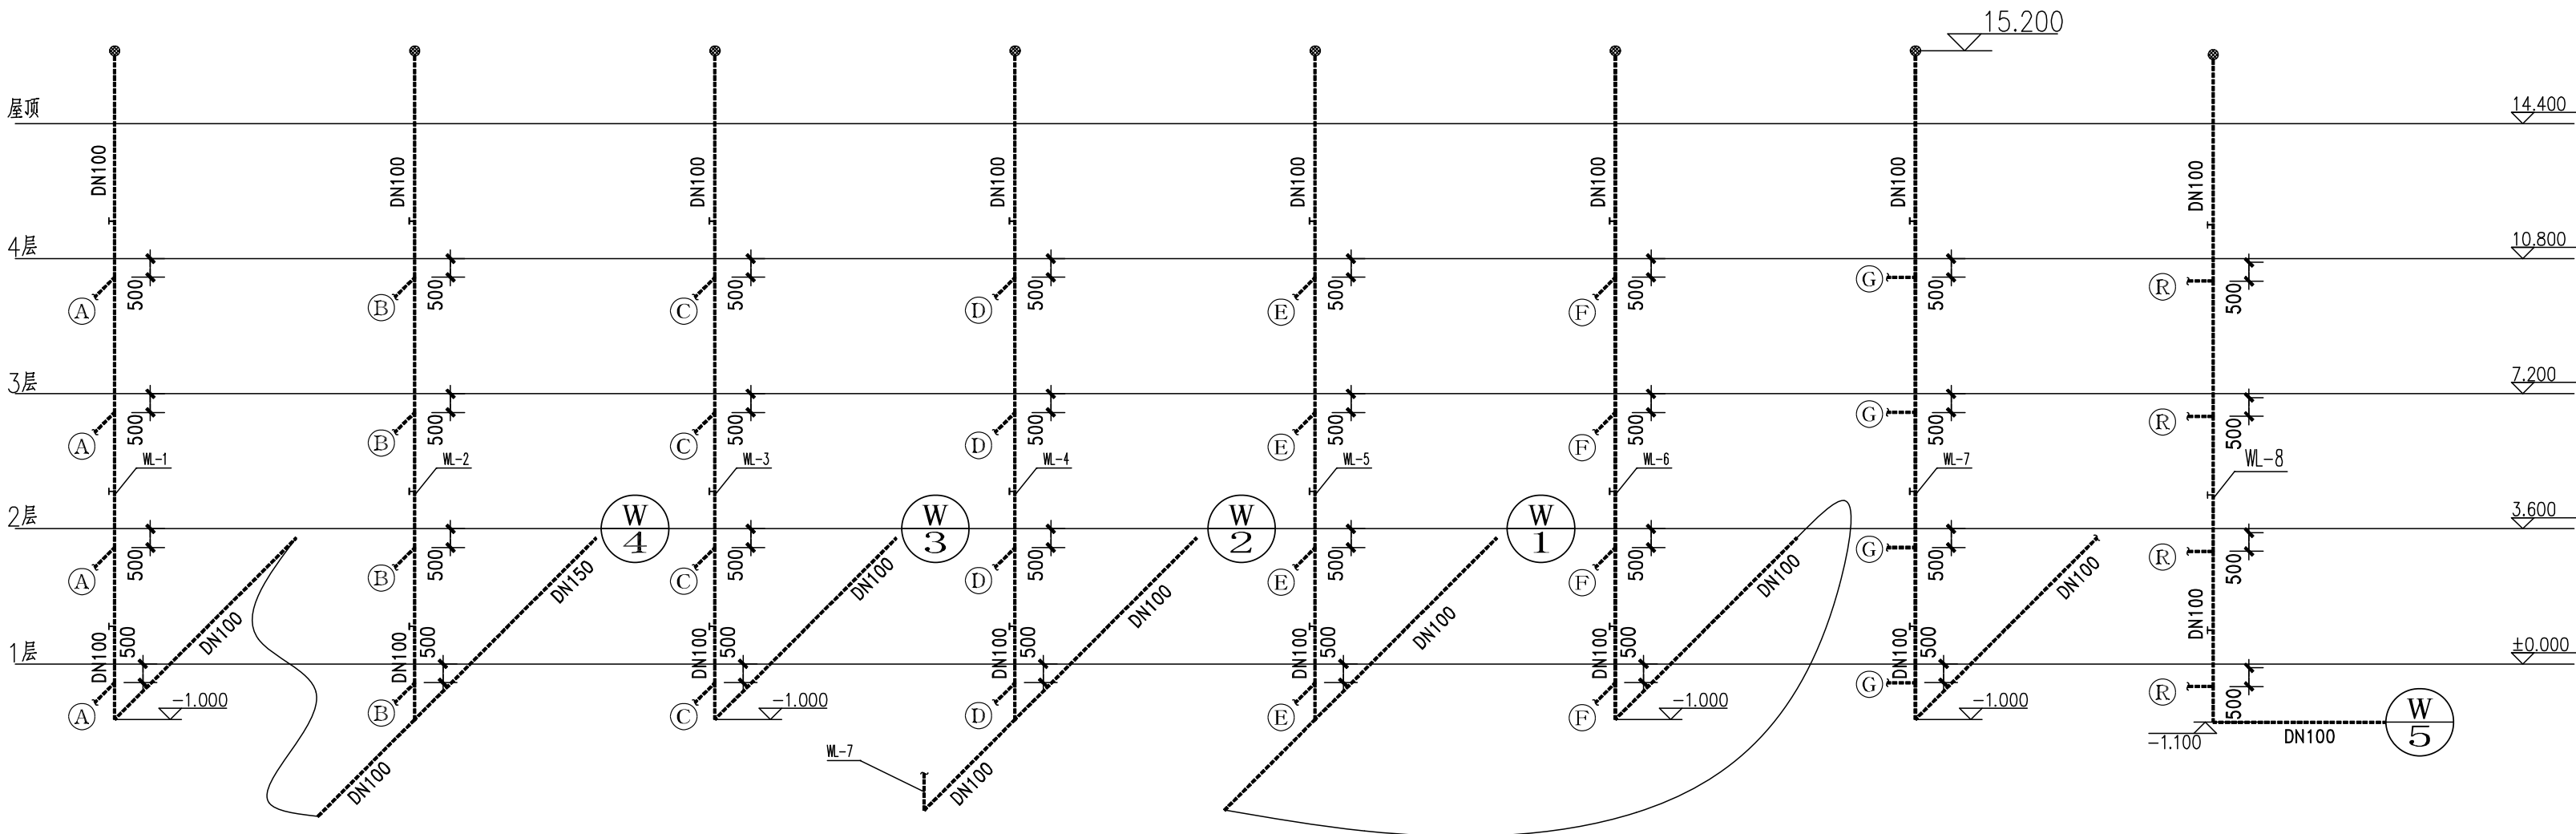 15.200
屋顶
14.400
DN100 DN100 DN100 DN100 DN100 DN100 DN100 DN100
4层
10.800
A 500 B 500 C 500 D 500 E 500 F 500 G 500 R 500
3层
7.200
A 500 B 500 C 500 D 500 E 500 F 500 G 500 R 500
WL-1 WL-2 WL-3 WL-4 WL-5 WL-6 WL-7 WL-8
2层
W 4
W 3
W 2
W 1
3.600
A 500 B 500 C 500 D 500 E 500 F 500 G 500 R 500
DN100 DN150 DN100 DN100 DN100 DN100 DN100
DN100 500 DN100 500 DN100 500 DN100 500 DN100 500 DN100 500 DN100 500 DN100
1层
±0.000
A B C D E F G R 500
-1.000 -1.000 -1.000 -1.000
-1.100
DN100
W 5
WL-7
DN100 DN100